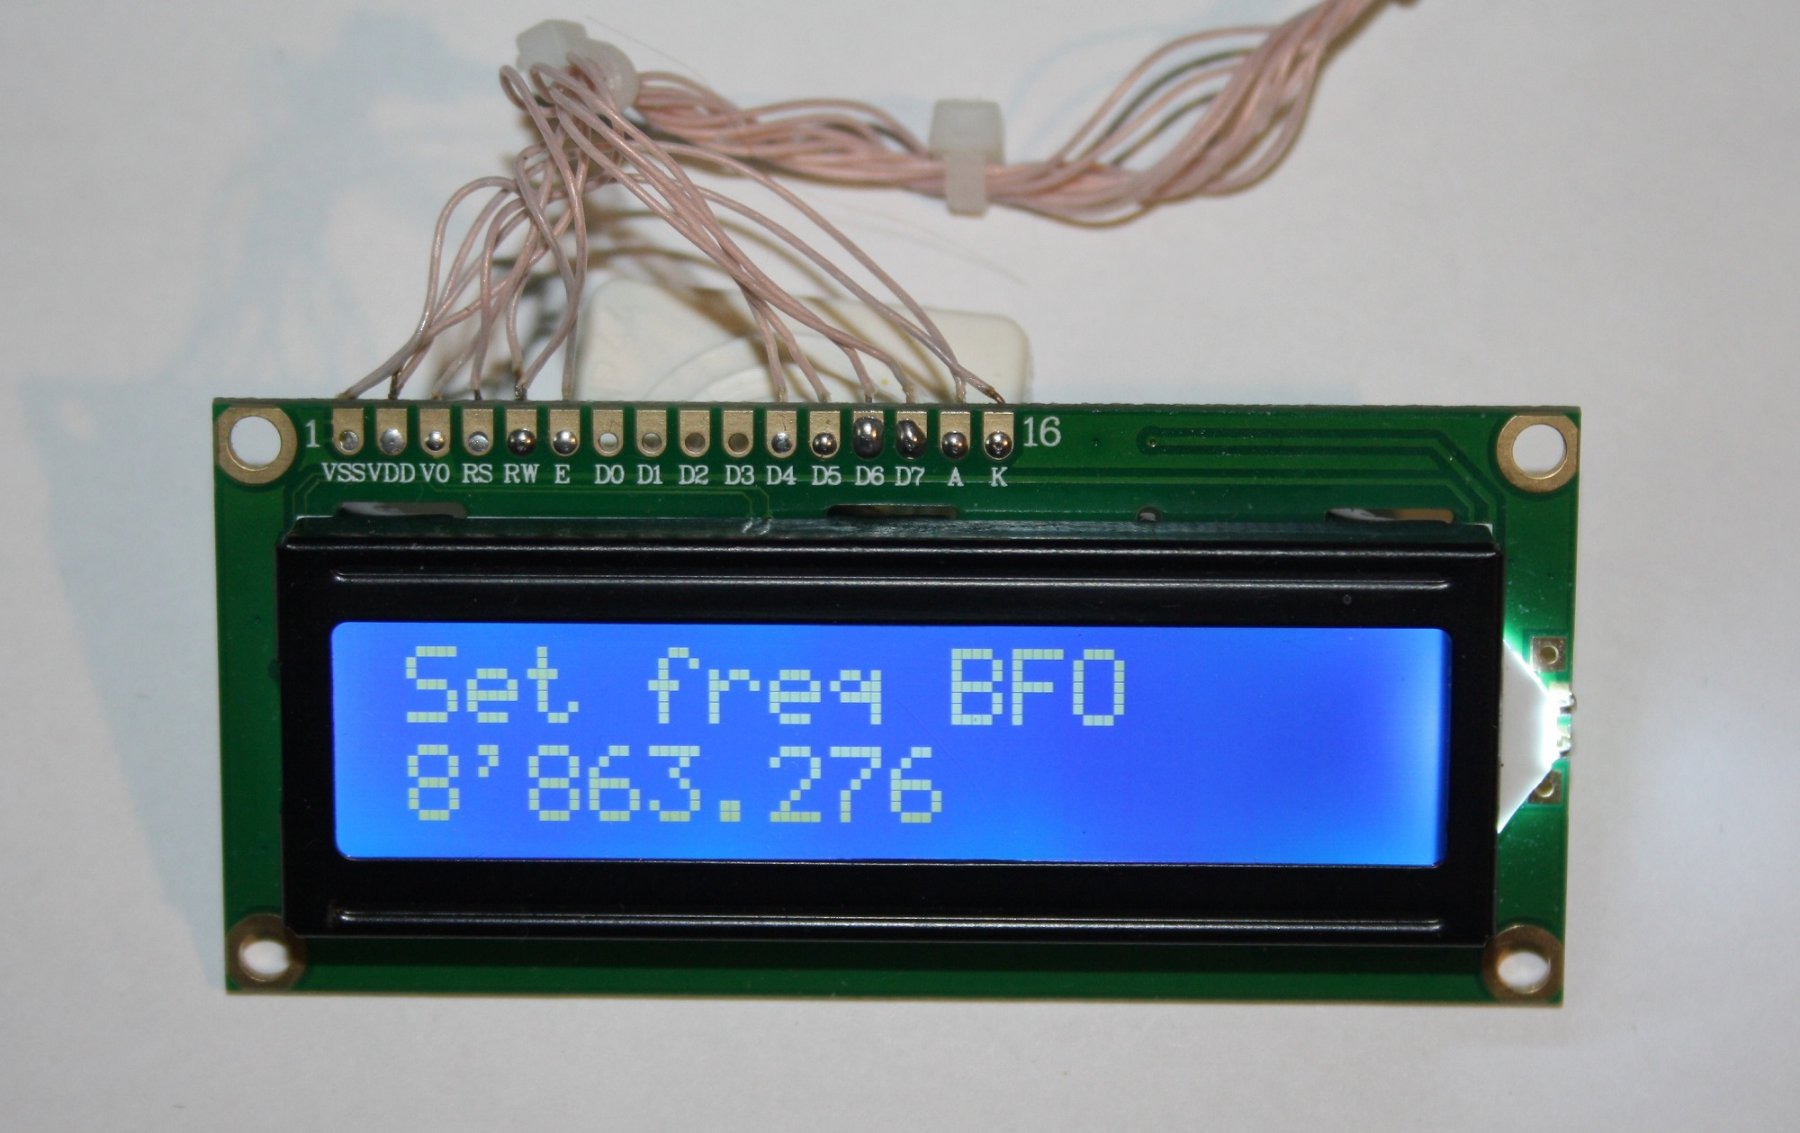 1 16
VSS VDD V0 RS RW E D0 D1 D2 D3 D4 D5 D6 D7 A K
Set freq BFO
8'863.276